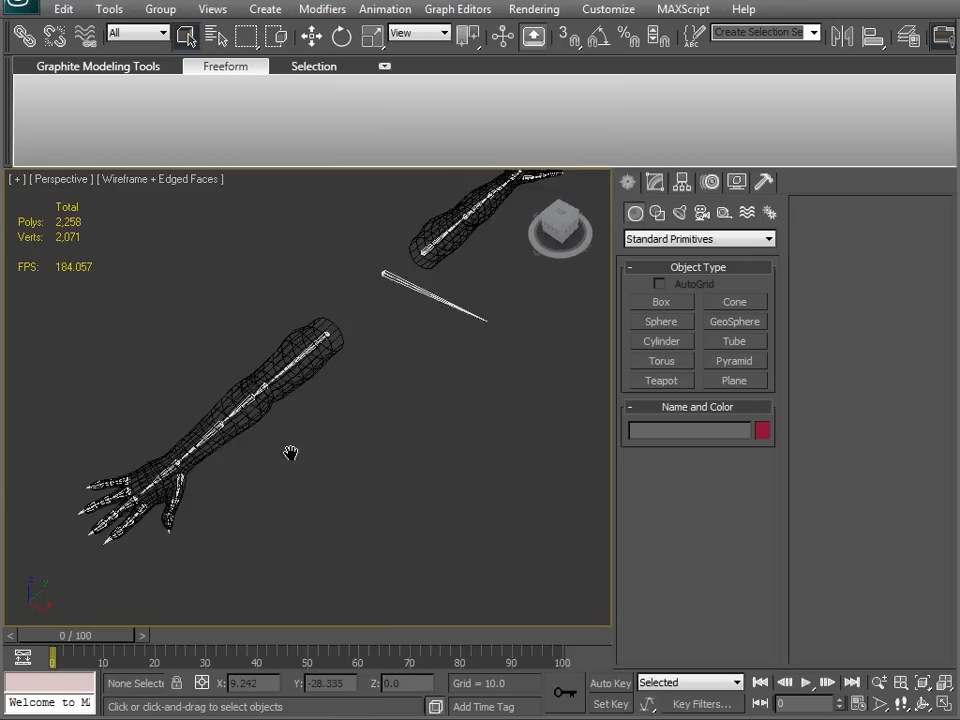 Edit Tools Group Views Create Modifiers Animation Graph Editors Rendering Customize MAXScript Help
All View 3 Create Selection Se
Graphite Modeling Tools Freeform Selection
[ + ] [ Perspective ] [ Wireframe + Edged Faces ]
Total
Polys: 2,258
Verts: 2,071
FPS: 184.057
Standard Primitives
- Object Type
AutoGrid
Box Cone
Sphere GeoSphere
Cylinder Tube
Torus Pyramid
Teapot Plane
- Name and Color
z y x
< 0 / 100 >
0 10 20 30 40 50 60 70 80 90 100
None Selecte X: 9.242 Y: -28.335 Z: 0.0 Grid = 10.0 Auto Key Selected
Welcome to M Click or click-and-drag to select objects Add Time Tag Set Key Key Filters... 0